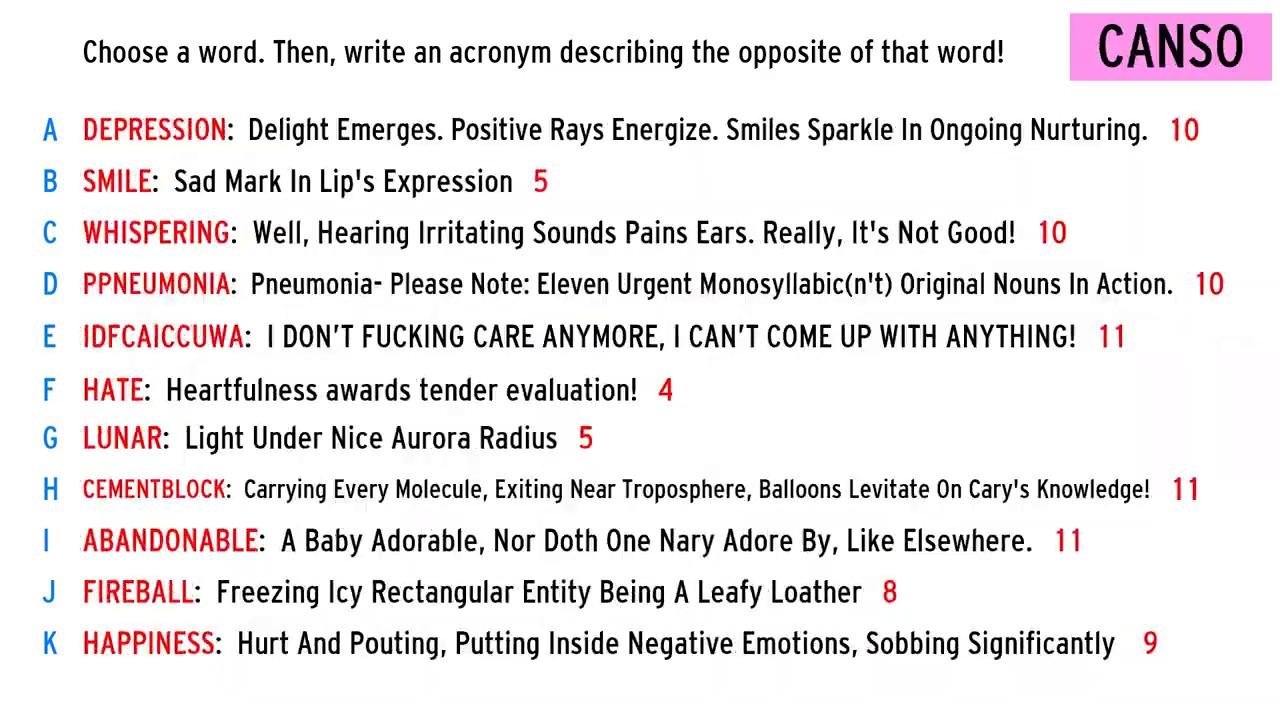 Choose a word. Then, write an acronym describing the opposite of that word!
CANSO
A DEPRESSION: Delight Emerges. Positive Rays Energize. Smiles Sparkle In Ongoing Nurturing. 10
B SMILE: Sad Mark In Lip's Expression 5
C WHISPERING: Well, Hearing Irritating Sounds Pains Ears. Really, It's Not Good! 10
D PPNEUMONIA: Pneumonia- Please Note: Eleven Urgent Monosyllabic(n't) Original Nouns In Action. 10
E IDFCAICCUWA: I DON'T FUCKING CARE ANYMORE, I CAN'T COME UP WITH ANYTHING! 11
F HATE: Heartfulness awards tender evaluation! 4
G LUNAR: Light Under Nice Aurora Radius 5
H CEMENTBLOCK: Carrying Every Molecule, Exiting Near Troposphere, Balloons Levitate On Cary's Knowledge! 11
I ABANDONABLE: A Baby Adorable, Nor Doth One Nary Adore By, Like Elsewhere. 11
J FIREBALL: Freezing Icy Rectangular Entity Being A Leafy Loather 8
K HAPPINESS: Hurt And Pouting, Putting Inside Negative Emotions, Sobbing Significantly 9